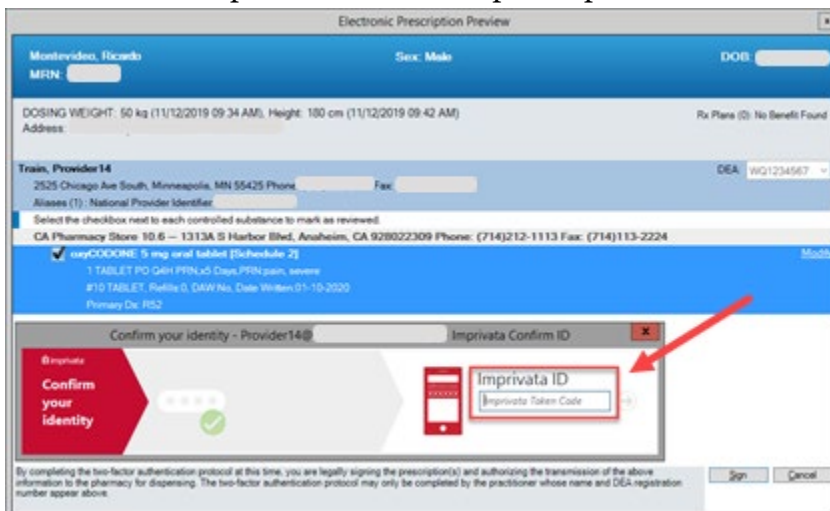 Electronic Prescription Preview
Montevideo, Ricardo
Sex: Male
DOB:
MRN:
DOSING WEIGHT: 50 kg (11/12/2019 09:34 AM), Height: 180 cm (11/12/2019 09:42 AM)
Rx Plans (0): No Benefit Found
Address:
Train, Provider14
DEA: WQ1234567
2525 Chicago Ave South, Minneapolis, MN 55425 Phone: Fax:
Aliases (1): National Provider Identifier:
Select the checkbox next to each controlled substance to mark as reviewed.
CA Pharmacy Store 10.6 — 1313A S Harbor Blvd, Anaheim, CA 928022309 Phone: (714)212-1113 Fax: (714)113-2224
oxyCODONE 5 mg oral tablet [Schedule 2]
Modify
1 TABLET PO Q4H PRN,x5 Days,PRN:pain, severe
#10 TABLET, Refills:0, DAW:No, Date Written:01-10-2020
Primary Dx: R52
Confirm your identity - Provider14@ Imprivata Confirm ID
imprivata
Confirm
your
identity
Imprivata ID
Imprivata Token Code
By completing the two-factor authentication protocol at this time, you are legally signing the prescription(s) and authorizing the transmission of the above
information to the pharmacy for dispensing. The two-factor authentication protocol may only be completed by the practitioner whose name and DEA registration
number appear above.
Sign
Cancel